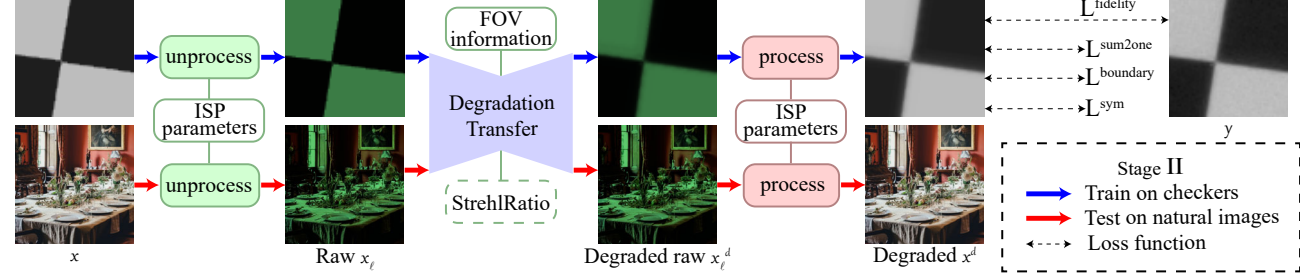 FOV
information
L^fidelity
unprocess
process
L^sum2one
L^boundary
L^sym
ISP
parameters
Degradation
Transfer
ISP
parameters
y
unprocess
StrehlRatio
process
Stage II
Train on checkers
Test on natural images
Loss function
x
Raw x_ℓ
Degraded raw x_ℓ^d
Degraded x^d